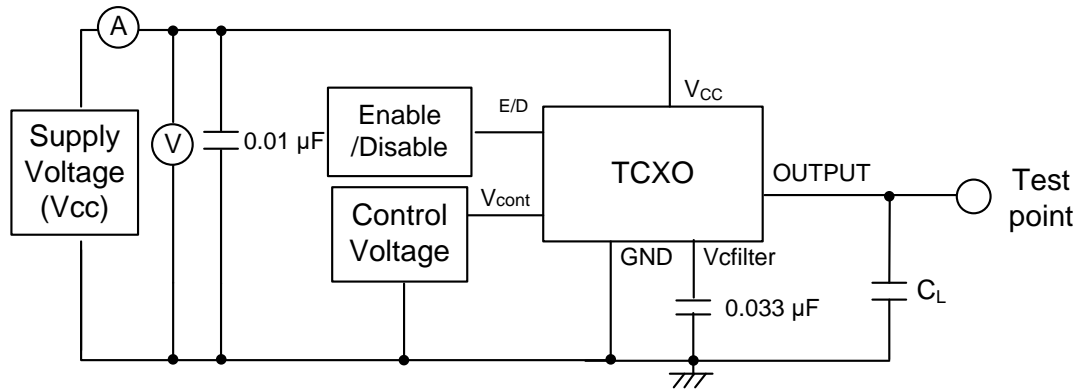 A
Supply
Voltage
(Vcc)
V
0.01 µF
Enable
/Disable
E/D
Control
Voltage
Vcont
VCC
TCXO
OUTPUT
GND
Vcfilter
0.033 µF
CL
Test
point